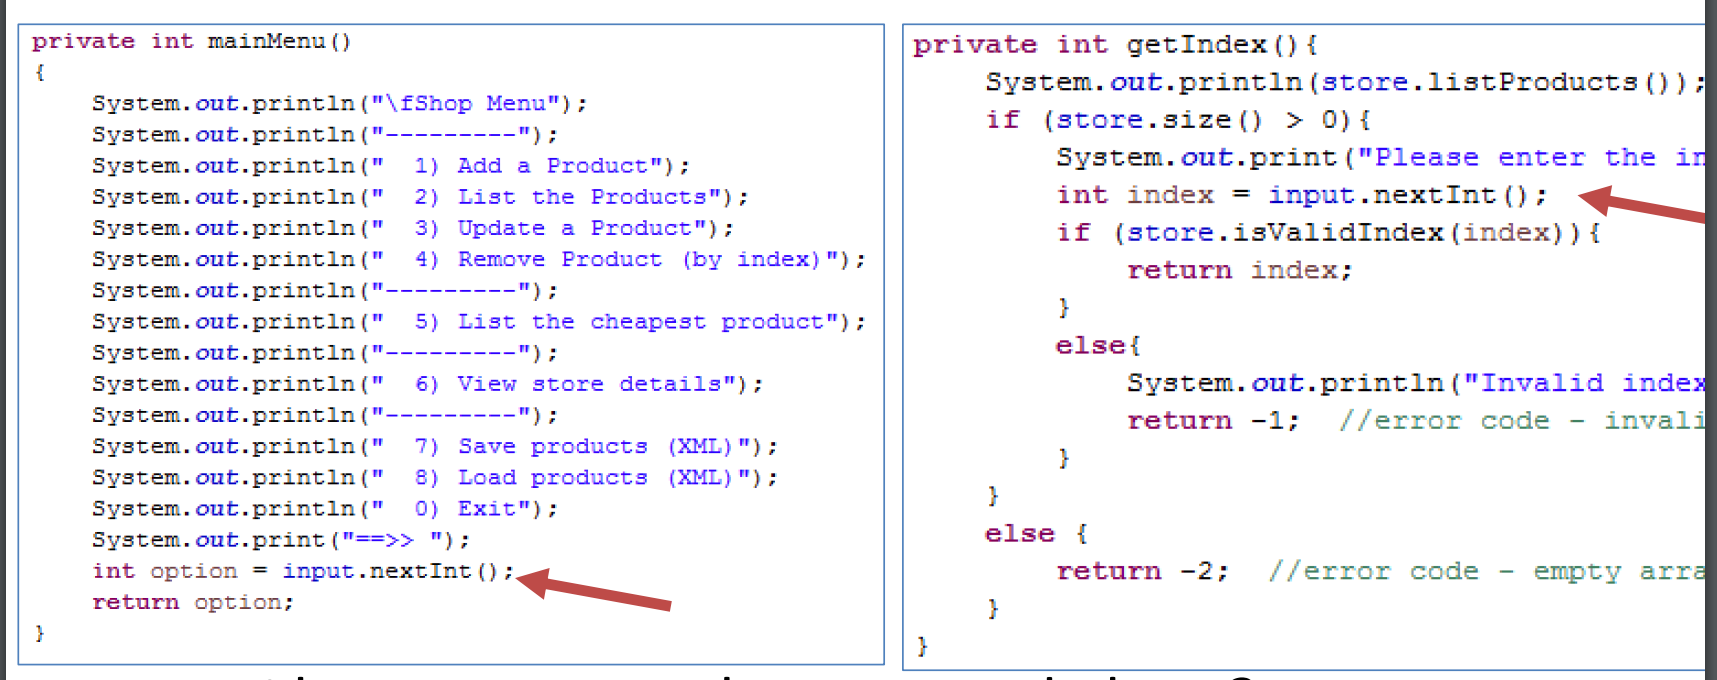 private int mainMenu()
{
System.out.println("\fShop Menu");
System.out.println("---------");
System.out.println("  1) Add a Product");
System.out.println("  2) List the Products");
System.out.println("  3) Update a Product");
System.out.println("  4) Remove Product (by index)");
System.out.println("---------");
System.out.println("  5) List the cheapest product");
System.out.println("---------");
System.out.println("  6) View store details");
System.out.println("---------");
System.out.println("  7) Save products (XML)");
System.out.println("  8) Load products (XML)");
System.out.println("  0) Exit");
System.out.print("==>> ");
int option = input.nextInt();
return option;
}
private int getIndex(){
System.out.println(store.listProducts());
if (store.size() > 0){
System.out.print("Please enter the in
int index = input.nextInt();
if (store.isValidIndex(index)){
return index;
}
else{
System.out.println("Invalid index
return -1;  //error code - invali
}
}
else {
return -2;  //error code - empty arra
}
}